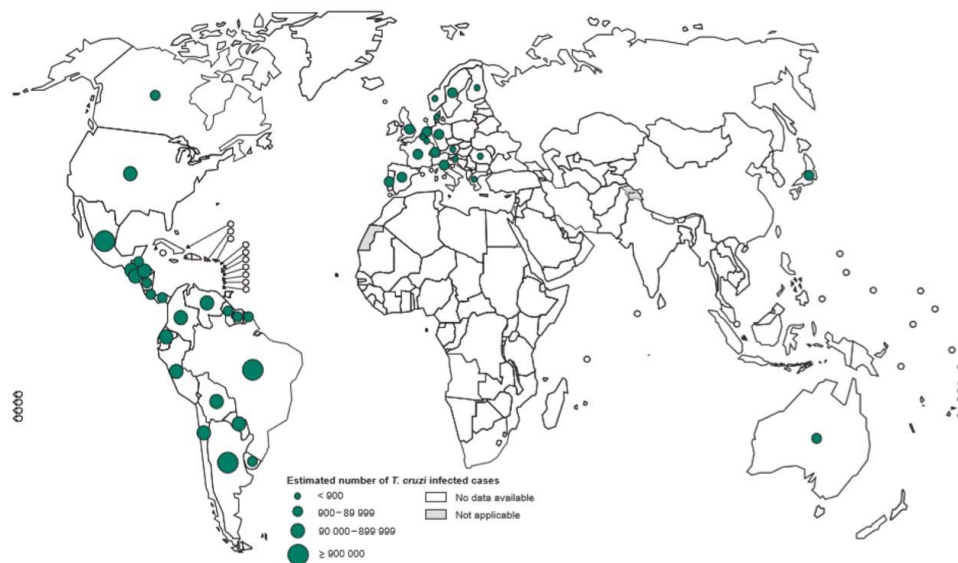 Estimated number of T. cruzi infected cases
< 900
900–89 999
90 000–899 999
≥ 900 000
No data available
Not applicable